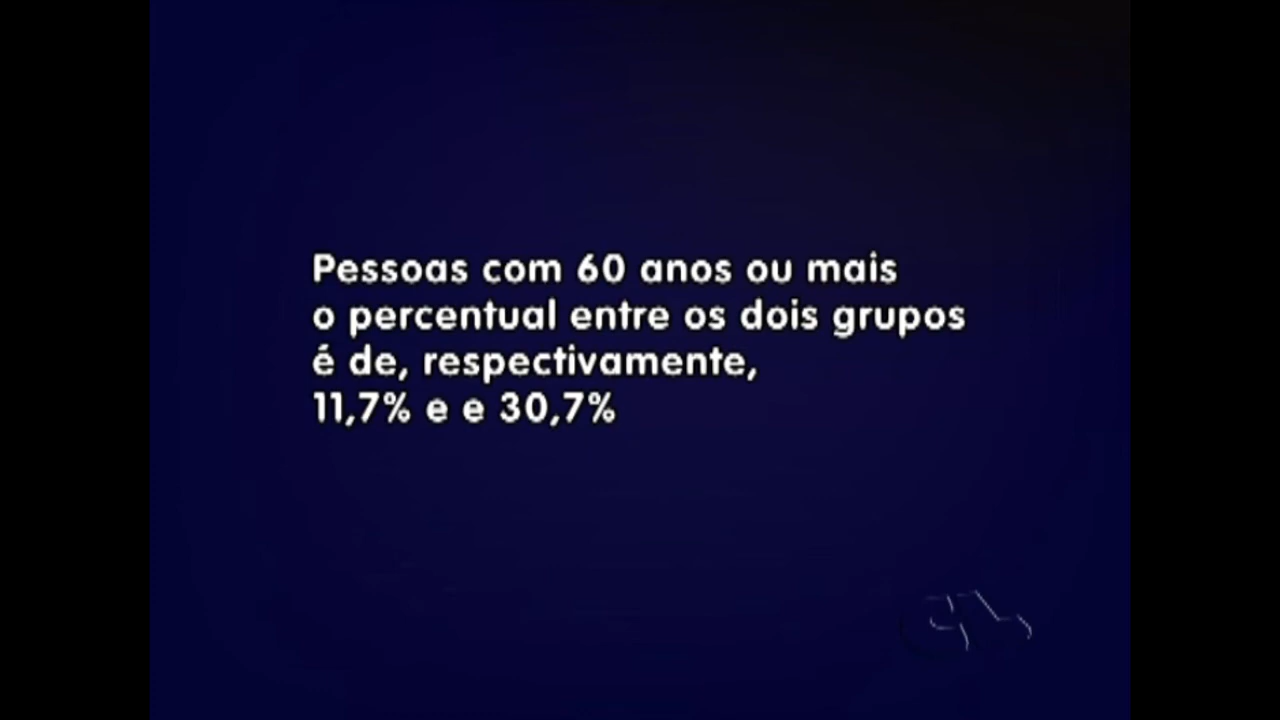 Pessoas com 60 anos ou mais
o percentual entre os dois grupos
é de, respectivamente,
11,7% e e 30,7%